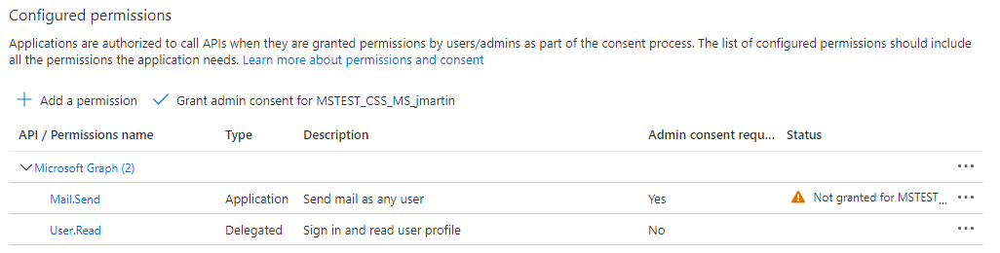 Configured permissions
Applications are authorized to call APIs when they are granted permissions by users/admins as part of the consent process. The list of configured permissions should include
all the permissions the application needs. Learn more about permissions and consent
Add a permission Grant admin consent for MSTEST_CSS_MS_jmartin
API / Permissions name Type Description Admin consent requ... Status
Microsoft Graph (2) ...
Mail.Send Application Send mail as any user Yes Not granted for MSTEST_... ...
User.Read Delegated Sign in and read user profile No ...